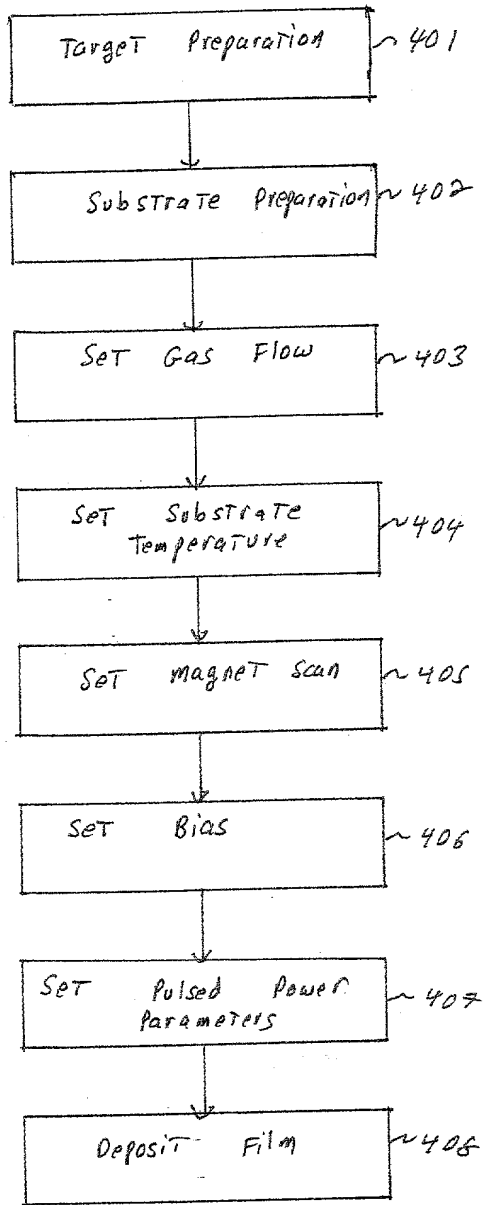 Target Preparation
401
Substrate Preparation
402
Set Gas Flow
403
Set Substrate
Temperature
404
Set magnet Scan
405
Set Bias
406
Set Pulsed Power
Parameters
407
Deposit Film
408